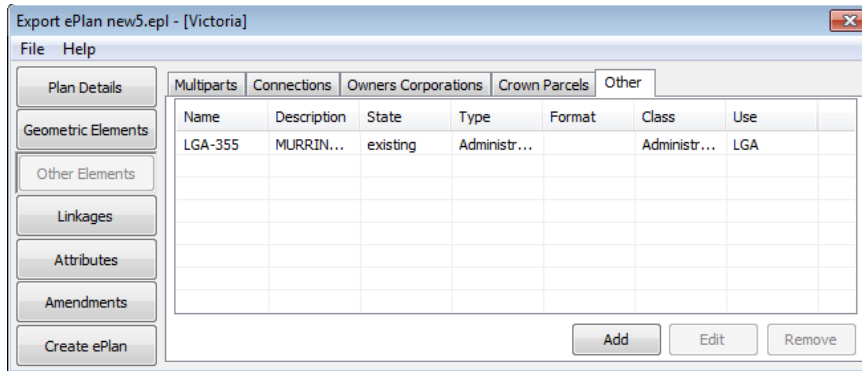 Export ePlan new5.epl - [Victoria]
File Help
Plan Details
Geometric Elements
Other Elements
Linkages
Attributes
Amendments
Create ePlan
Multiparts Connections Owners Corporations Crown Parcels Other
Name Description State Type Format Class Use
LGA-355 MURRIN... existing Administr... Administr... LGA
Add Edit Remove